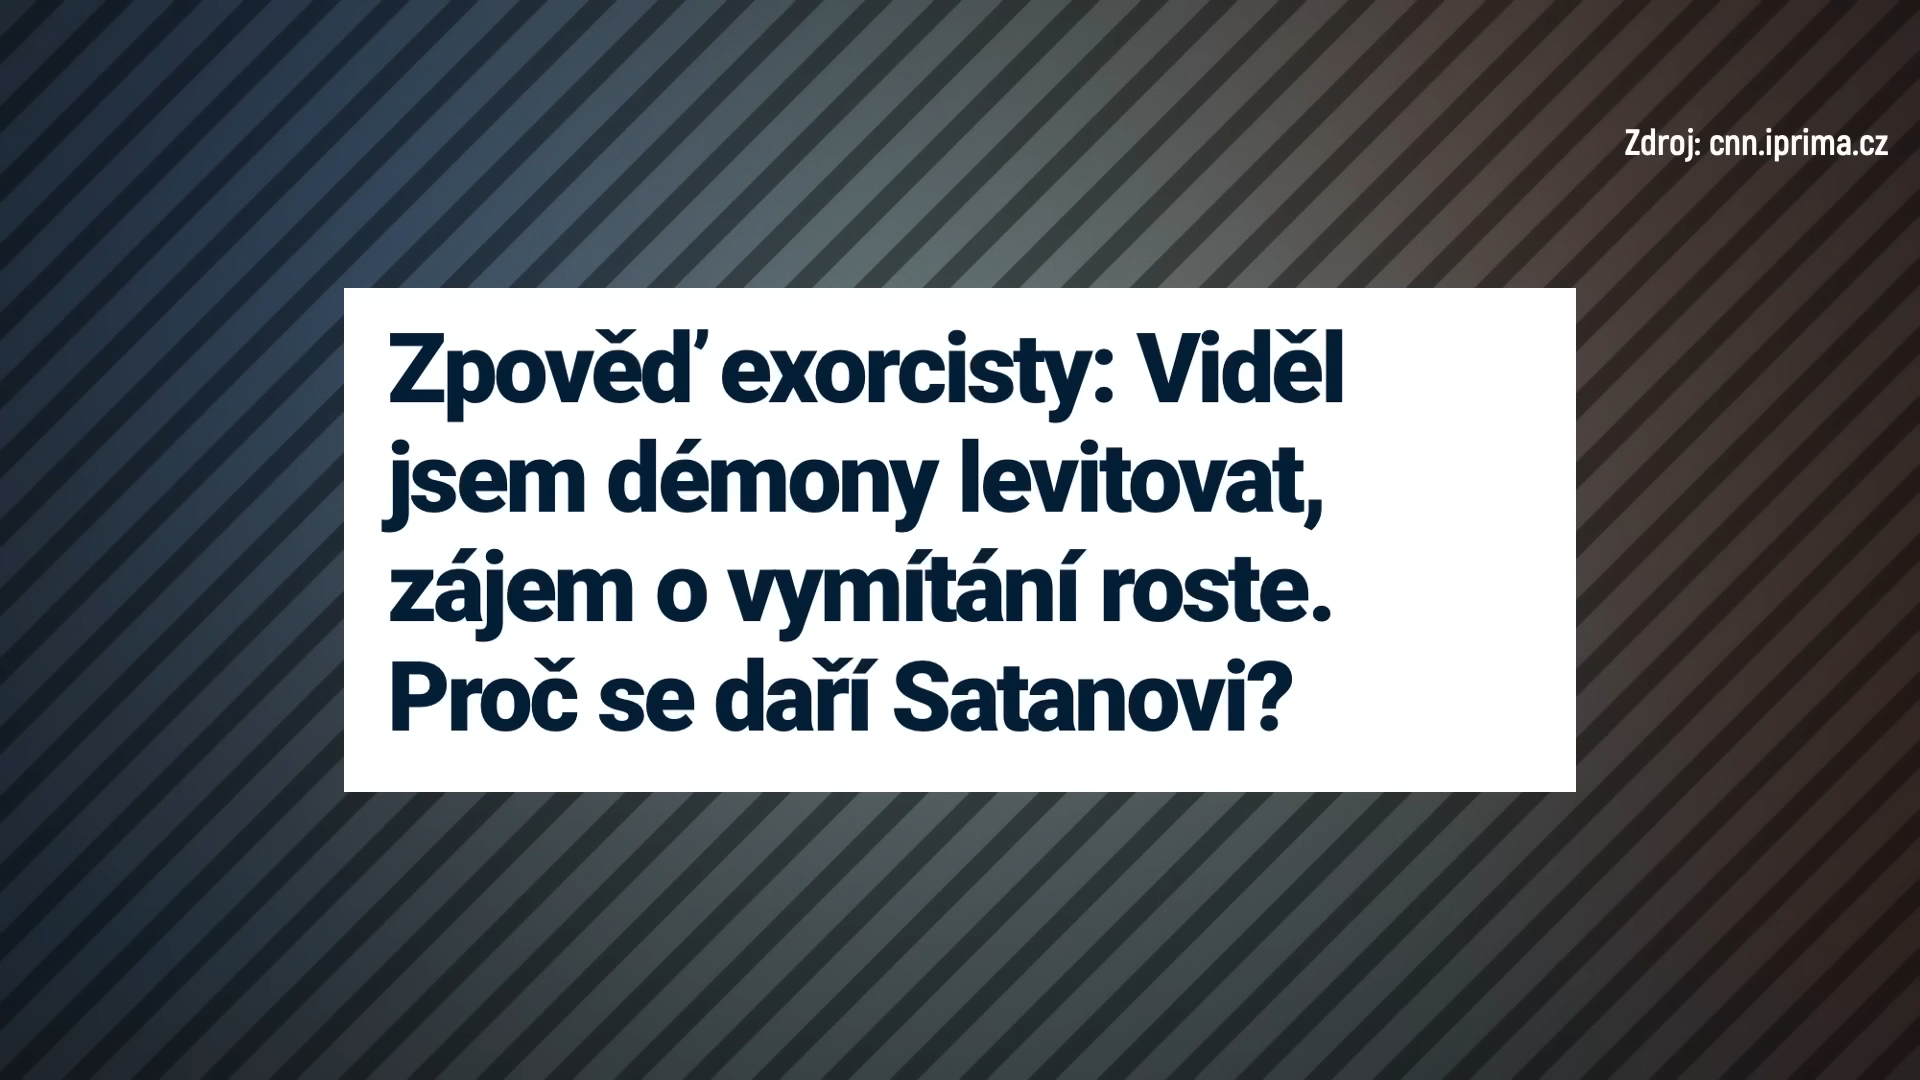 Zdroj: cnn.iprima.cz
Zpověď exorcisty: Viděl
jsem démony levitovat,
zájem o vymítání roste.
Proč se daří Satanovi?